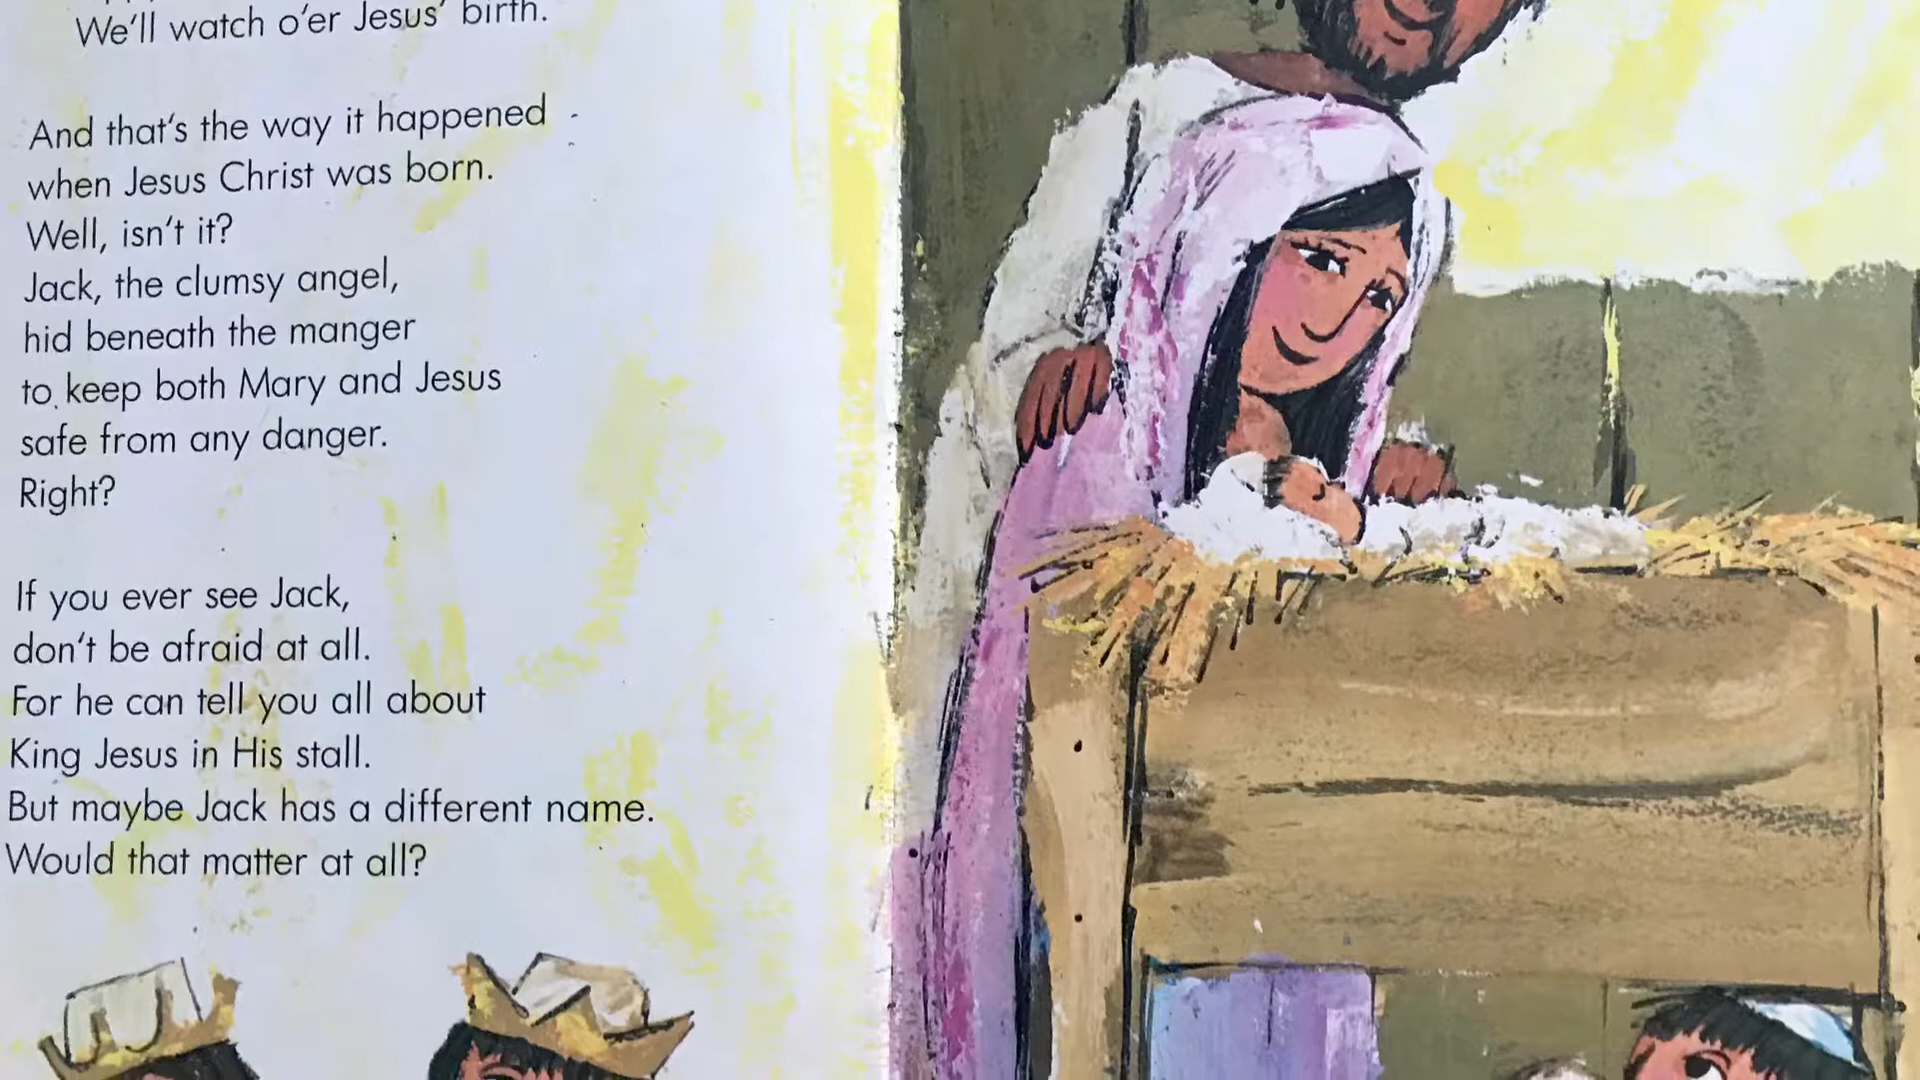 We'll watch o'er Jesus' birth.
And that's the way it happened
when Jesus Christ was born.
Well, isn't it?
Jack, the clumsy angel,
hid beneath the manger
to keep both Mary and Jesus
safe from any danger.
Right?
If you ever see Jack,
don't be afraid at all.
For he can tell you all about
King Jesus in His stall.
But maybe Jack has a different name.
Would that matter at all?